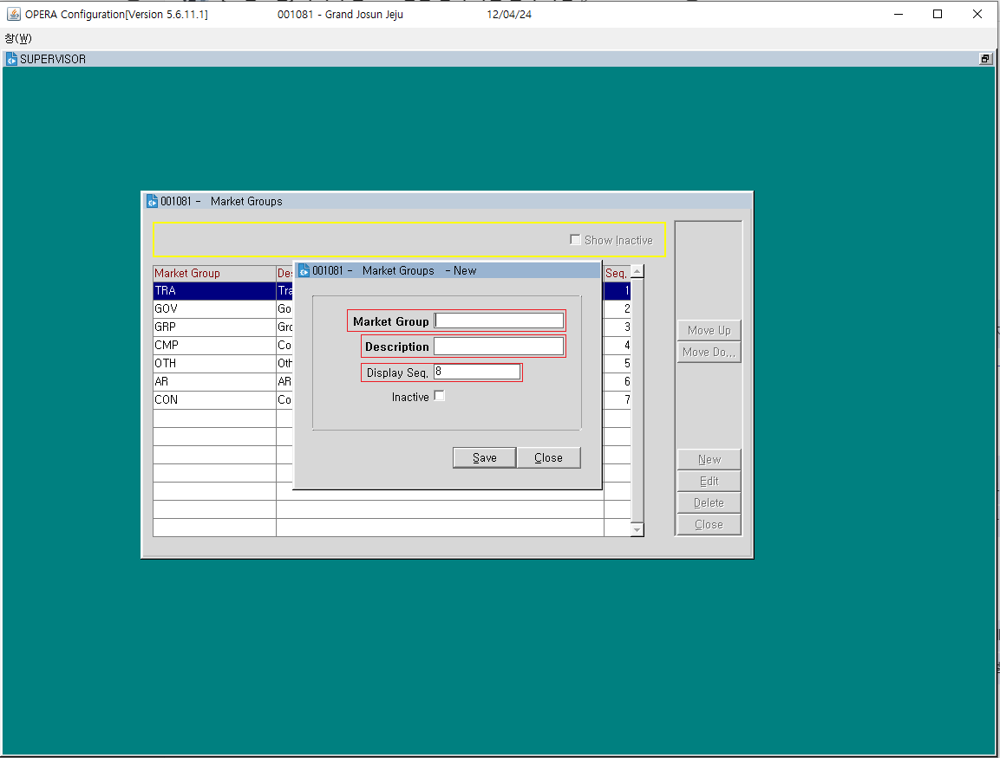 OPERA Configuration[Version 5.6.11.1] 001081 - Grand Josun Jeju 12/04/24
창(W)
SUPERVISOR
001081 - Market Groups
Show Inactive
Market Group Des Seq.
TRA Tra 1
GOV Go 2
GRP Gro 3
CMP Co 4
OTH Oth 5
AR AR 6
CON Co 7
001081 - Market Groups - New
Market Group
Description
Display Seq. 8
Inactive
Save Close
Move Up
Move Do...
New
Edit
Delete
Close